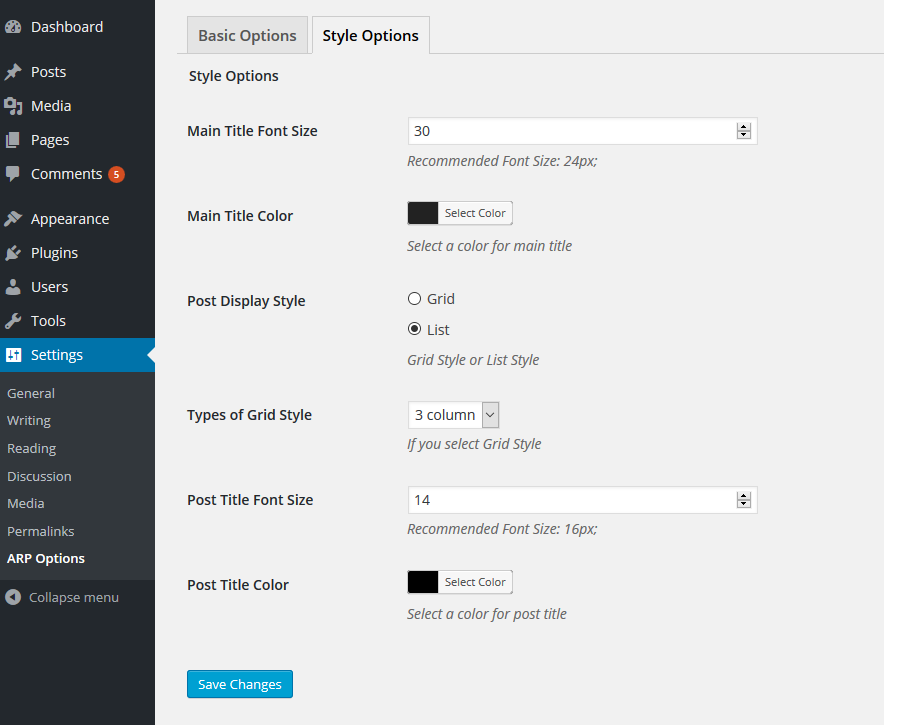 Dashboard
Posts
Media
Pages
Comments 5
Appearance
Plugins
Users
Tools
Settings
General
Writing
Reading
Discussion
Media
Permalinks
ARP Options
Collapse menu
Basic Options Style Options
Style Options
Main Title Font Size 30
Recommended Font Size: 24px;
Main Title Color Select Color
Select a color for main title
Post Display Style Grid
List
Grid Style or List Style
Types of Grid Style 3 column
If you select Grid Style
Post Title Font Size 14
Recommended Font Size: 16px;
Post Title Color Select Color
Select a color for post title
Save Changes